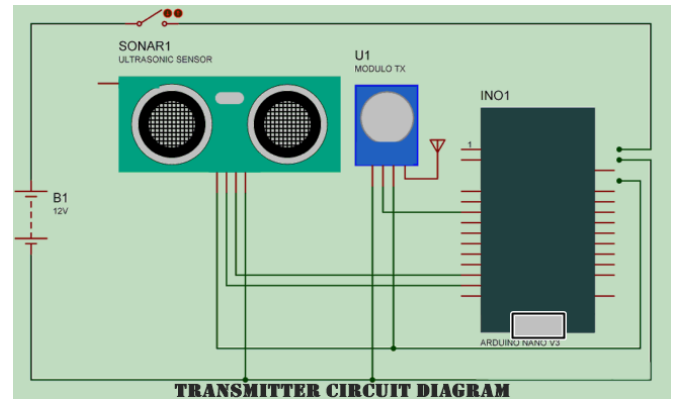 SONAR1
ULTRASONIC SENSOR
U1
MODULO TX
INO1
1
B1
12V
ARDUINO NANO V3
TRANSMITTER CIRCUIT DIAGRAM